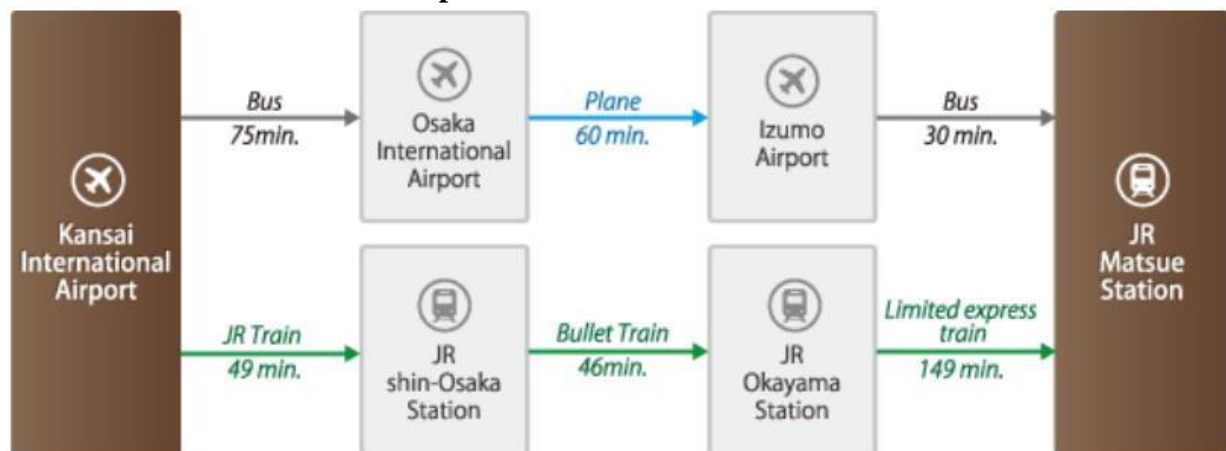 Kansai
International
Airport
Bus
75min.
Osaka
International
Airport
Plane
60 min.
Izumo
Airport
Bus
30 min.
JR Train
49 min.
JR
shin-Osaka
Station
Bullet Train
46min.
JR
Okayama
Station
Limited express
train
149 min.
JR
Matsue
Station